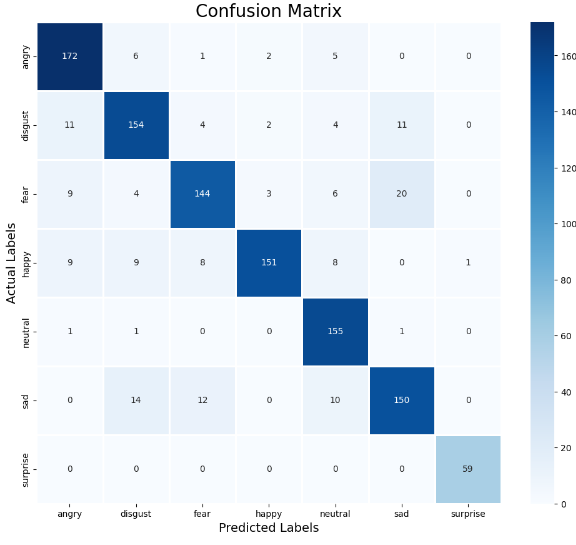 Confusion Matrix
angry 172 6 1 2 5 0 0
disgust 11 154 4 2 4 11 0
fear 9 4 144 3 6 20 0
happy 9 9 8 151 8 0 1
neutral 1 1 0 0 155 1 0
sad 0 14 12 0 10 150 0
surprise 0 0 0 0 0 0 59
angry disgust fear happy neutral sad surprise
Predicted Labels
Actual Labels
160
140
120
100
80
60
40
20
0